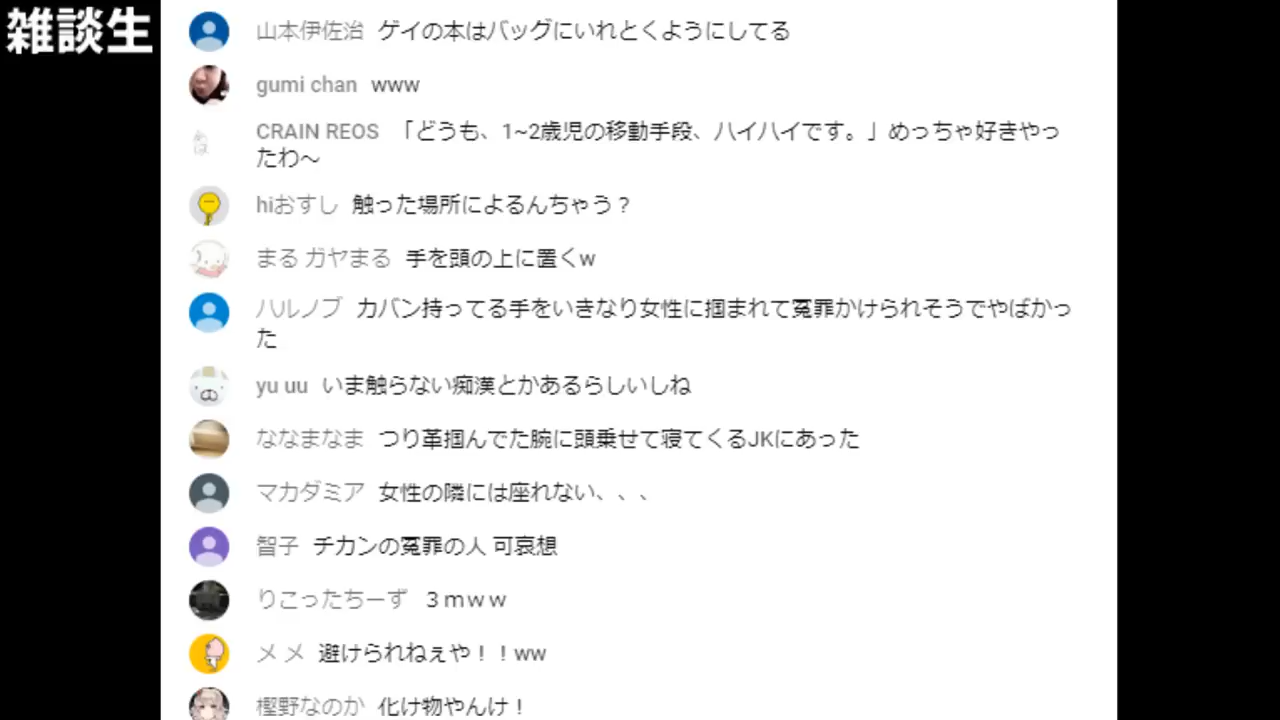 雑談生
山本伊佐治 ゲイの本はバッグにいれとくようにしてる
gumi chan www
CRAIN REOS 「どうも、1~2歳児の移動手段、ハイハイです。」めっちゃ好きやっ
たわ～
hiおすし 触った場所によるんちゃう？
まる ガヤまる 手を頭の上に置くw
ハルノブ カバン持ってる手をいきなり女性に掴まれて冤罪かけられそうでやばかっ
た
yu uu いま触らない痴漢とかあるらしいしね
ななまなま つり革掴んでた腕に頭乗せて寝てくるJKにあった
マカダミア 女性の隣には座れない、、、
智子 チカンの冤罪の人 可哀想
りこったちーず ３ｍｗｗ
メ メ 避けられねぇや！！ww
樫野なのか 化け物やんけ！